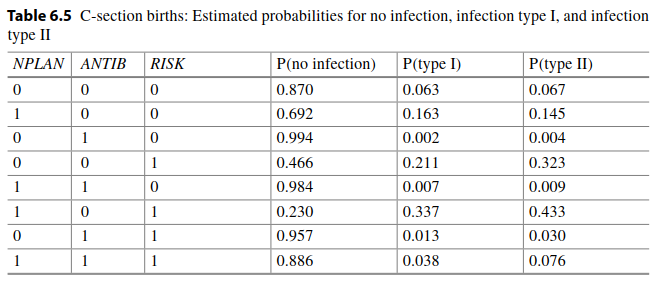 Table 6.5 C-section births: Estimated probabilities for no infection, infection type I, and infection
type II
NPLAN ANTIB RISK P(no infection) P(type I) P(type II)
0 0 0 0.870 0.063 0.067
1 0 0 0.692 0.163 0.145
0 1 0 0.994 0.002 0.004
0 0 1 0.466 0.211 0.323
1 1 0 0.984 0.007 0.009
1 0 1 0.230 0.337 0.433
0 1 1 0.957 0.013 0.030
1 1 1 0.886 0.038 0.076